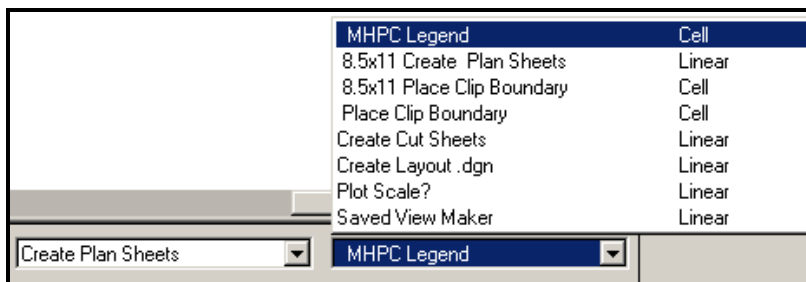 MHPC Legend Cell
8.5x11 Create Plan Sheets Linear
8.5x11 Place Clip Boundary Cell
Place Clip Boundary Cell
Create Cut Sheets Linear
Create Layout .dgn Linear
Plot Scale? Linear
Saved View Maker Linear
Create Plan Sheets MHPC Legend